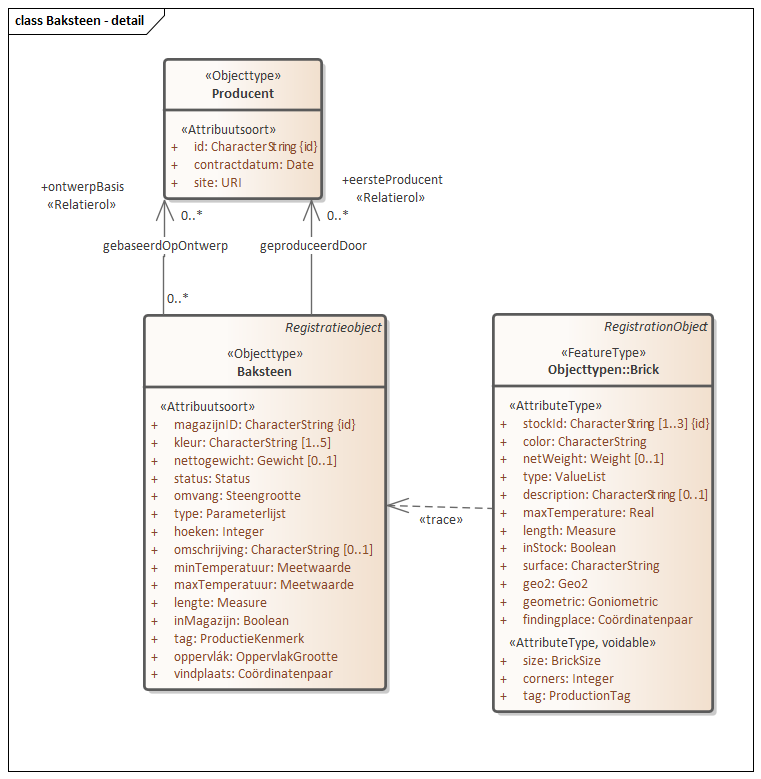 class Baksteen - detail
«Objecttype»
Producent
«Attribuutsoort»
+ id: CharacterString {id}
+ contractdatum: Date
+ site: URI
+ontwerpBasis
«Relatierol»
0..*
+eersteProducent
«Relatierol»
0..*
gebaseerdOpOntwerp
geproduceerdDoor
0..*
Registratieobject
«Objecttype»
Baksteen
«Attribuutsoort»
+ magazijnID: CharacterString {id}
+ kleur: CharacterString [1..5]
+ nettogewicht: Gewicht [0..1]
+ status: Status
+ omvang: Steengrootte
+ type: Parameterlijst
+ hoeken: Integer
+ omschrijving: CharacterString [0..1]
+ minTemperatuur: Meetwaarde
+ maxTemperatuur: Meetwaarde
+ lengte: Measure
+ inMagazijn: Boolean
+ tag: ProductieKenmerk
+ oppervlák: OppervlakGrootte
+ vindplaats: Coördinatenpaar
«trace»
RegistrationObject
«FeatureType»
Objecttypen::Brick
«AttributeType»
+ stockId: CharacterString [1..3] {id}
+ color: CharacterString
+ netWeight: Weight [0..1]
+ type: ValueList
+ description: CharacterString [0..1]
+ maxTemperature: Real
+ length: Measure
+ inStock: Boolean
+ surface: CharacterString
+ geo2: Geo2
+ geometric: Goniometric
+ findingplace: Coördinatenpaar
«AttributeType, voidable»
+ size: BrickSize
+ corners: Integer
+ tag: ProductionTag